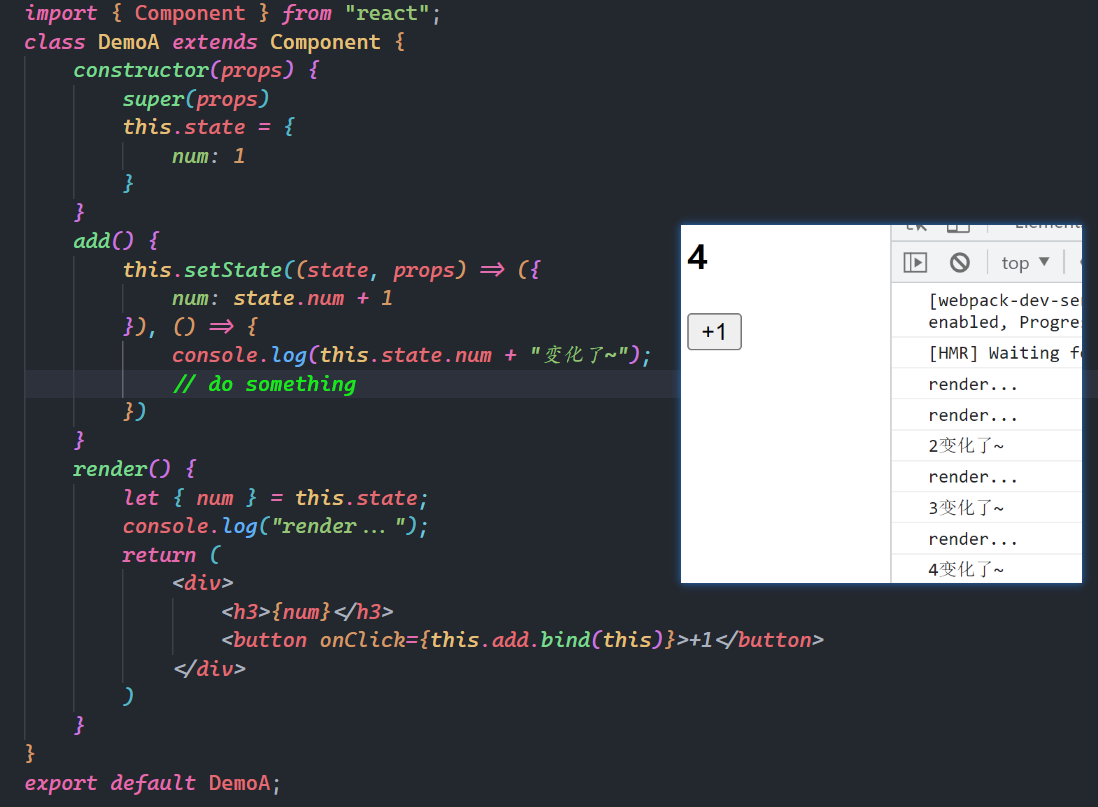 import { Component } from "react";
class DemoA extends Component {
constructor(props) {
super(props)
this.state = {
num: 1
}
}
add() {
this.setState((state, props) => ({
num: state.num + 1
}), () => {
console.log(this.state.num + "变化了~");
// do something
})
}
render() {
let { num } = this.state;
console.log("render...");
return (
<div>
<h3>{num}</h3>
<button onClick={this.add.bind(this)}>+1</button>
</div>
)
}
}
export default DemoA;
4
+1
top
[webpack-dev-se
enabled, Progre
[HMR] Waiting f
render...
render...
2变化了~
render...
3变化了~
render...
4变化了~